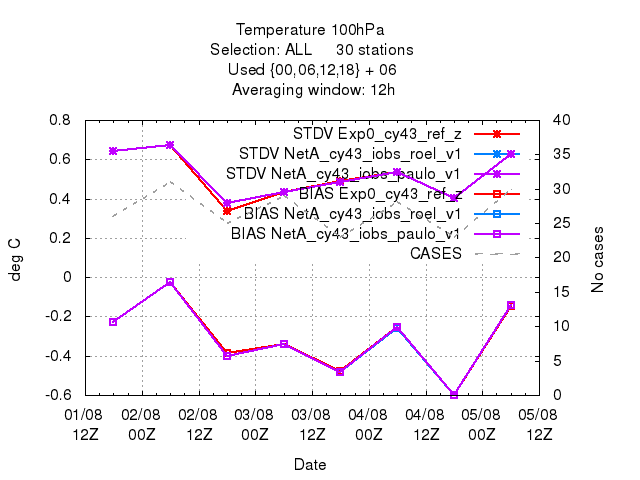 Temperature 100hPa
Selection: ALL     30 stations
Used {00,06,12,18} + 06
Averaging window: 12h
STDV Exp0_cy43_ref_z
STDV NetA_cy43_iobs_roel_v1
STDV NetA_cy43_iobs_paulo_v1
BIAS Exp0_cy43_ref_z
BIAS NetA_cy43_iobs_roel_v1
BIAS NetA_cy43_iobs_paulo_v1
CASES
deg C
0.8
0.6
0.4
0.2
0
-0.2
-0.4
-0.6
No cases
40
35
30
25
20
15
10
5
0
01/08 02/08 02/08 03/08 03/08 04/08 04/08 05/08 05/08
12Z 00Z 12Z 00Z 12Z 00Z 12Z 00Z 12Z
Date